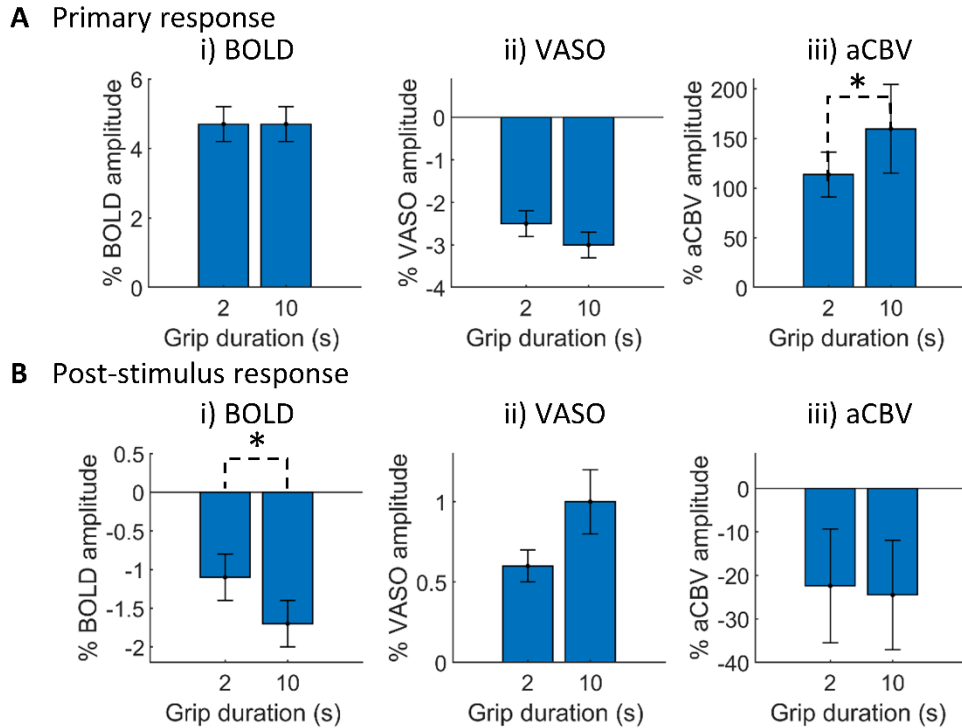 A Primary response
i) BOLD
% BOLD amplitude
6
4
2
0
2 10
Grip duration (s)
ii) VASO
% VASO amplitude
0
-1
-2
-3
-4
2 10
Grip duration (s)
iii) aCBV
% aCBV amplitude
200
150
100
50
0
*
2 10
Grip duration (s)
B Post-stimulus response
i) BOLD
% BOLD amplitude
0.5
0
-0.5
-1
-1.5
-2
*
2 10
Grip duration (s)
ii) VASO
% VASO amplitude
1
0.5
0
2 10
Grip duration (s)
iii) aCBV
% aCBV amplitude
0
-10
-20
-30
-40
2 10
Grip duration (s)